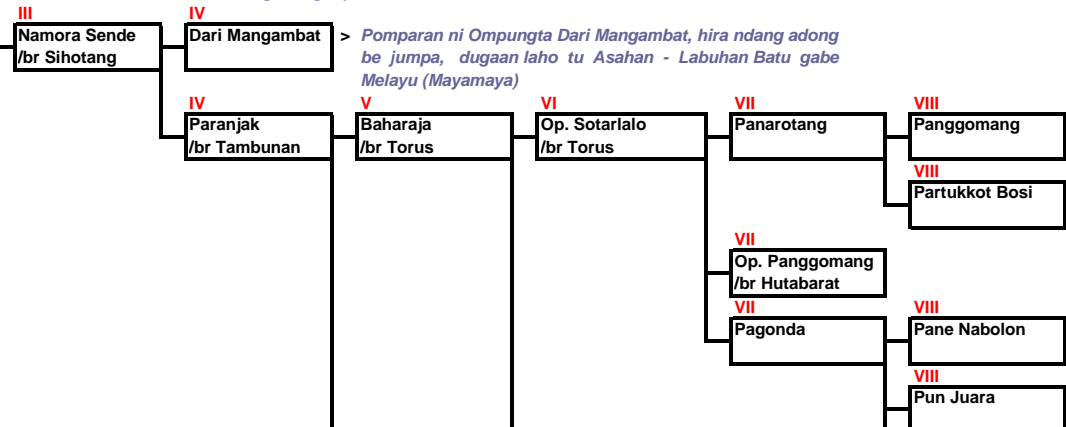 III
IV
Namora Sende
/br Sihotang
Dari Mangambat
> Pomparan ni Ompungta Dari Mangambat, hira ndang adong
be jumpa, dugaan laho tu Asahan - Labuhan Batu gabe
Melayu (Mayamaya)
IV
V
VI
VII
VIII
Paranjak
/br Tambunan
Baharaja
/br Torus
Op. Sotarlalo
/br Torus
Panarotang
Panggomang
VIII
Partukkot Bosi
VII
Op. Panggomang
/br Hutabarat
VII
VIII
Pagonda
Pane Nabolon
VIII
Pun Juara